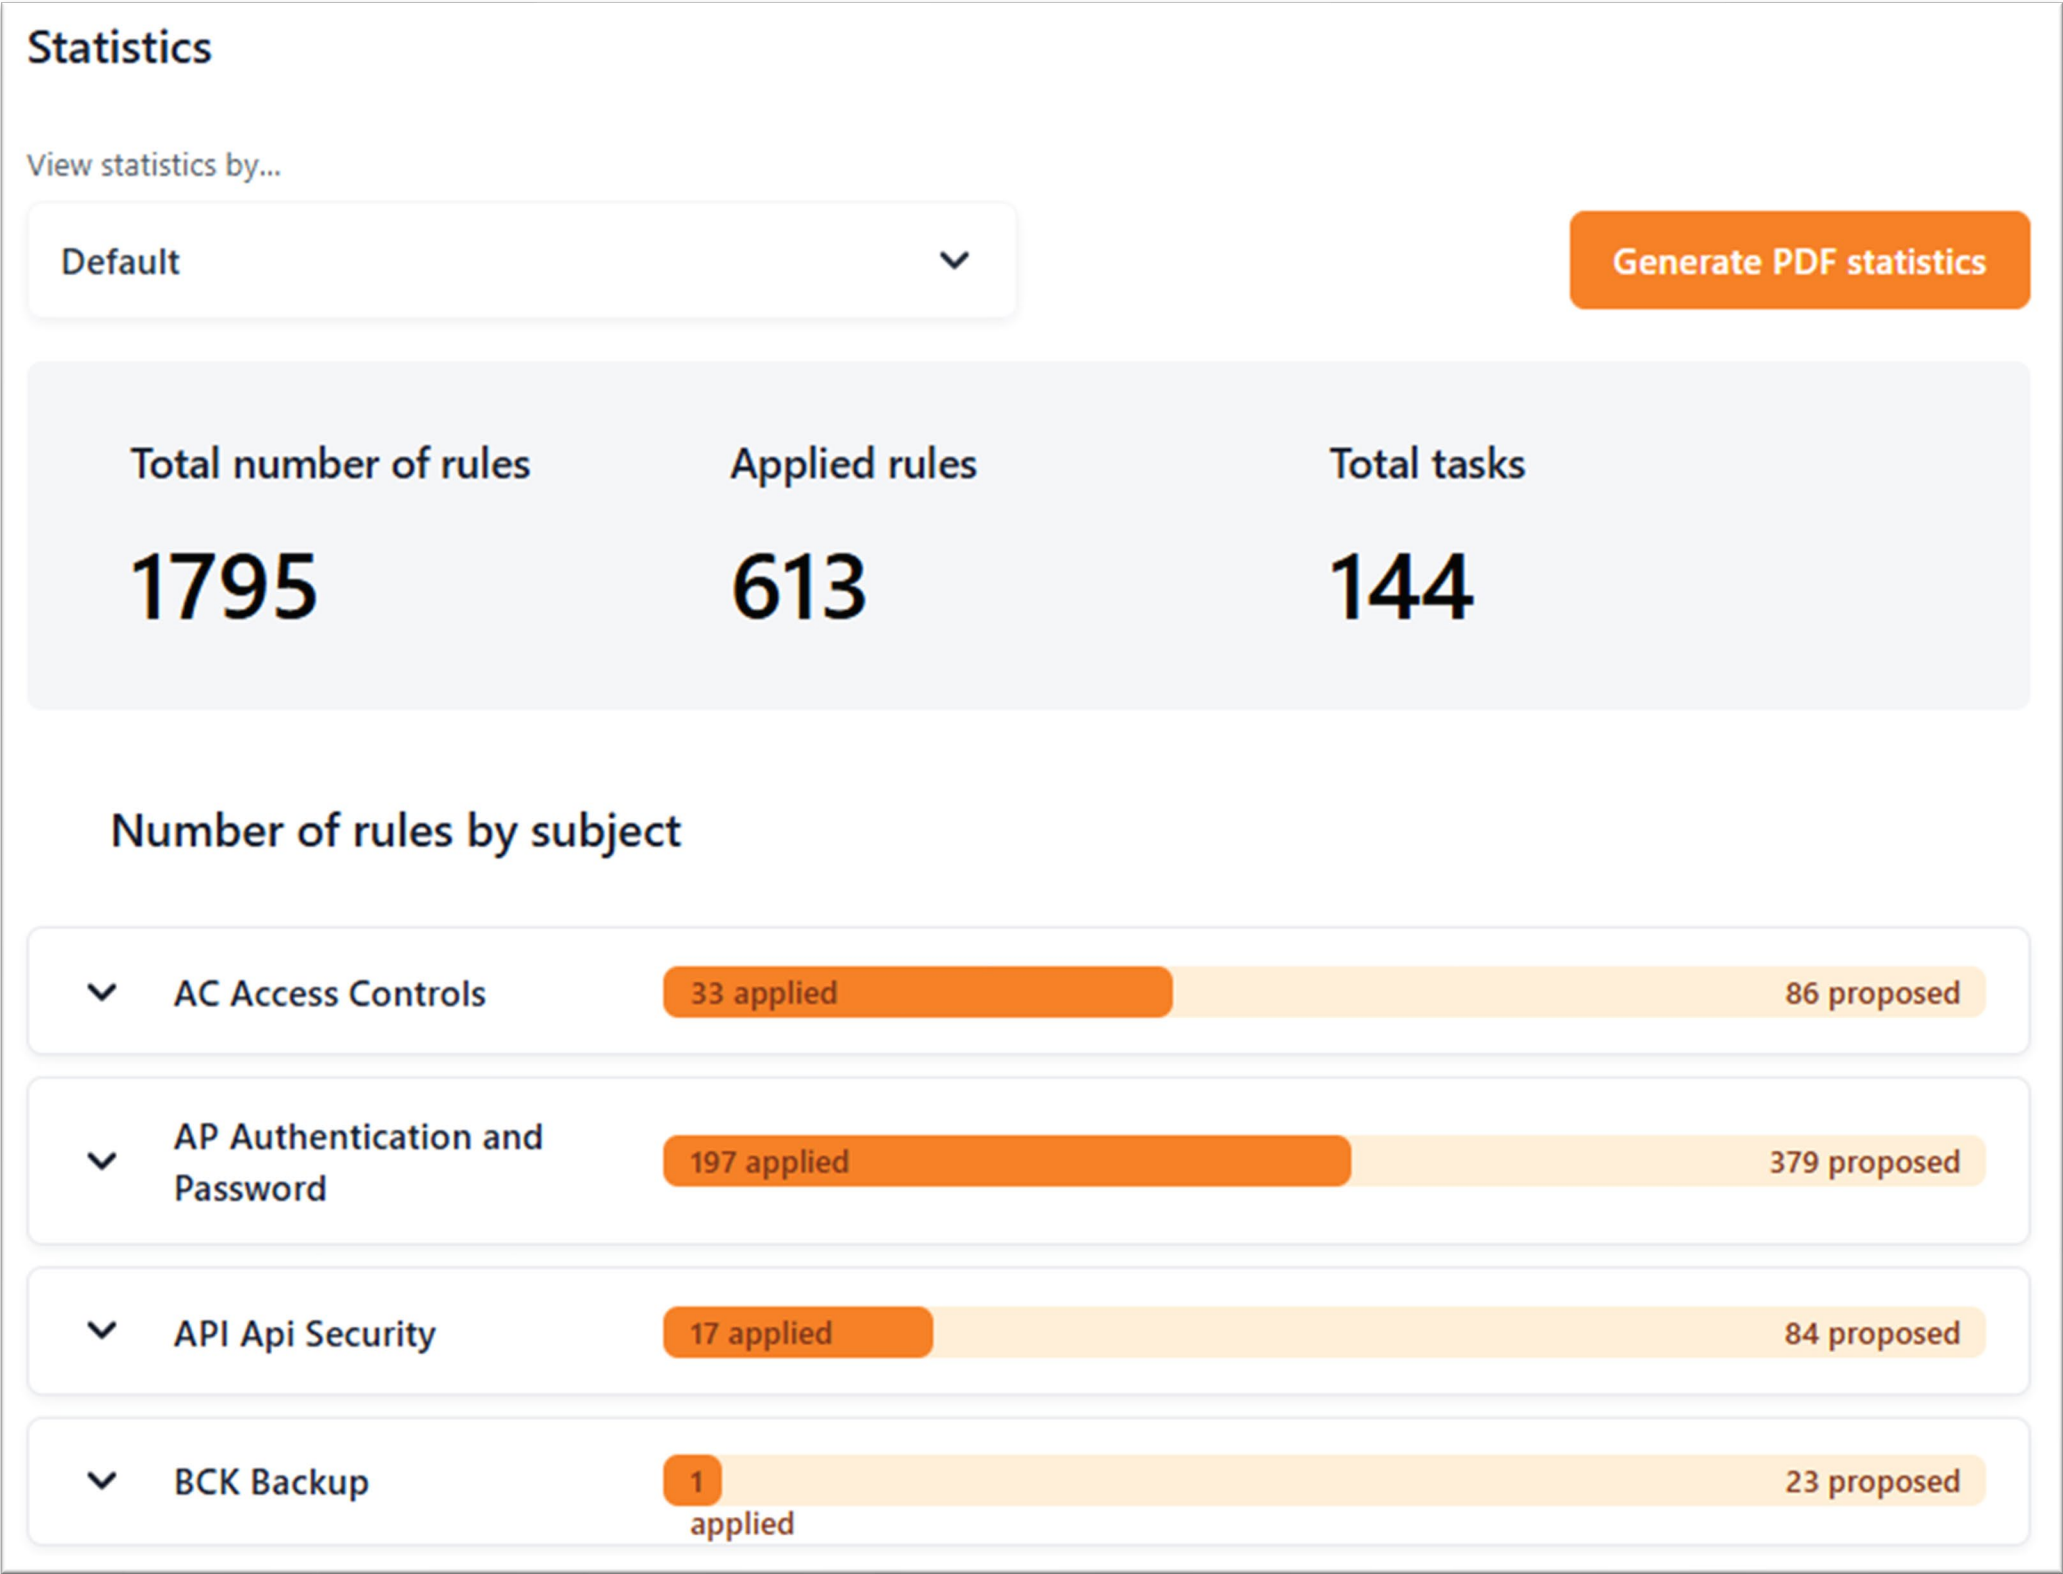 Statistics
View statistics by...
Default
Generate PDF statistics
Total number of rules
Applied rules
Total tasks
1795
613
144
Number of rules by subject
AC Access Controls
33 applied
86 proposed
AP Authentication and
Password
197 applied
379 proposed
API Api Security
17 applied
84 proposed
BCK Backup
1
applied
23 proposed